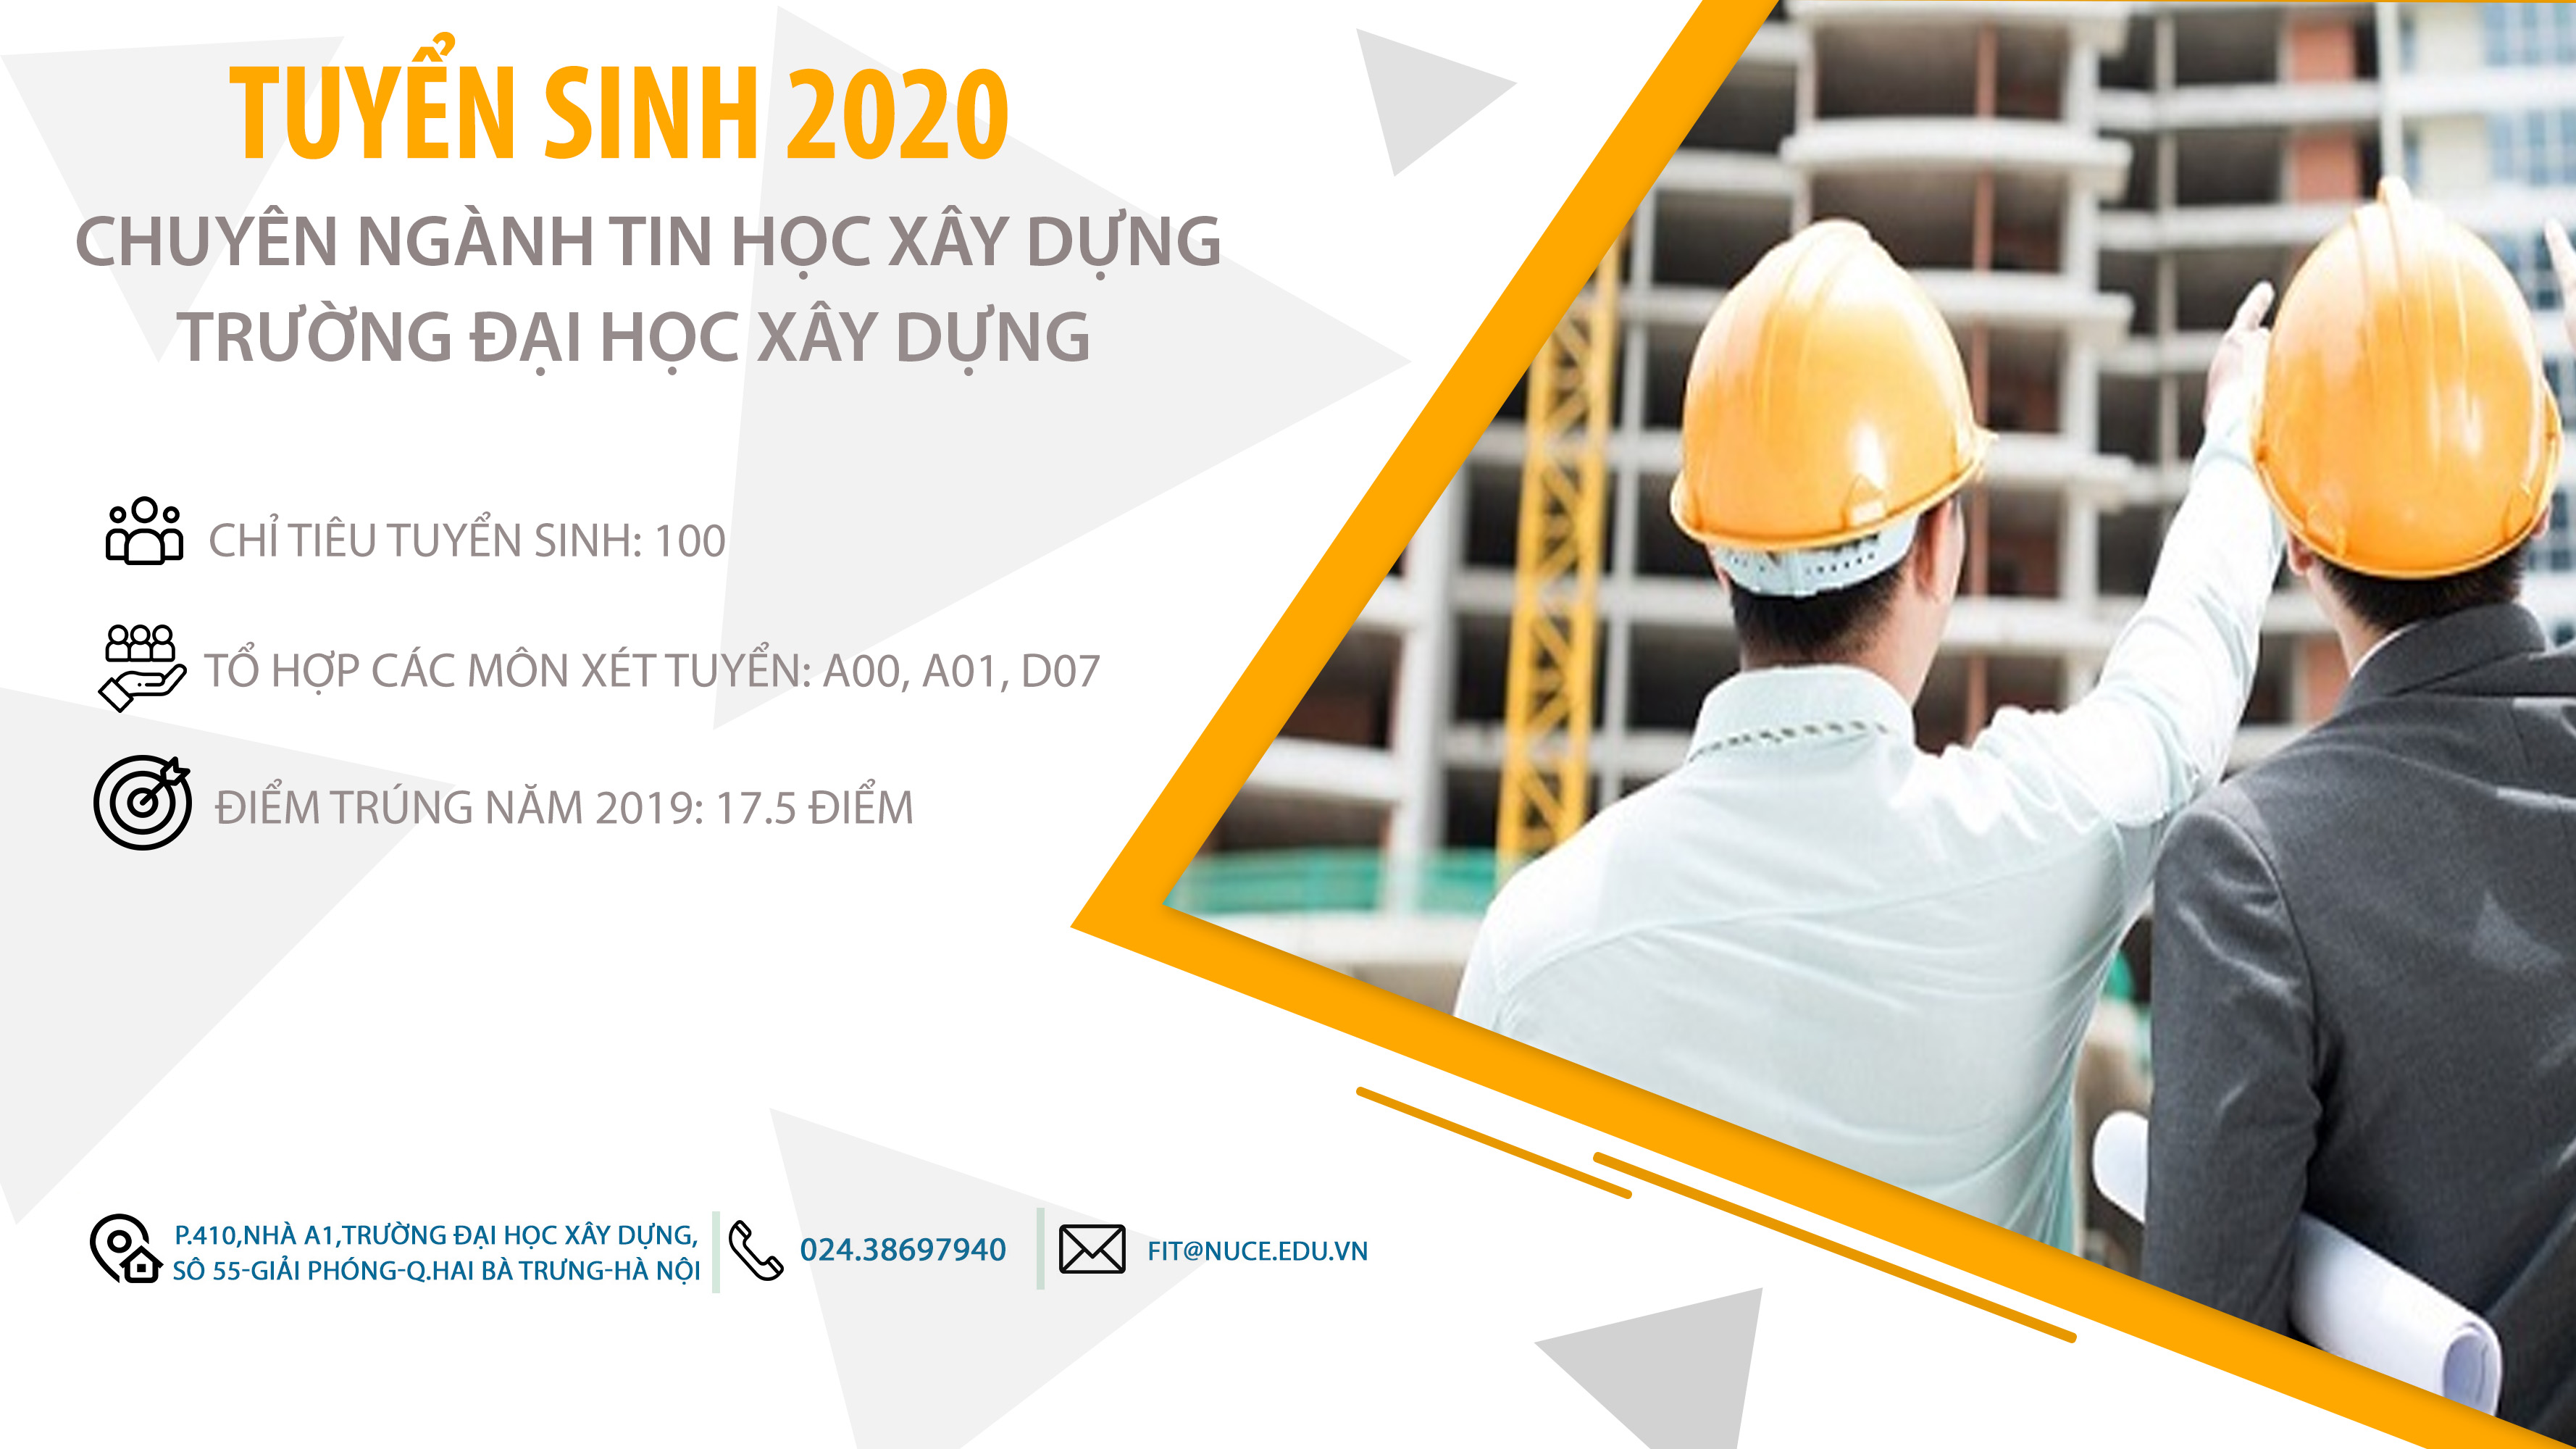 TUYỂN SINH 2020
CHUYÊN NGÀNH TIN HỌC XÂY DỰNG
TRƯỜNG ĐẠI HỌC XÂY DỰNG
CHỈ TIÊU TUYỂN SINH: 100
TỔ HỢP CÁC MÔN XÉT TUYỂN: A00, A01, D07
ĐIỂM TRÚNG NĂM 2019: 17.5 ĐIỂM
P.410,NHÀ A1,TRƯỜNG ĐẠI HỌC XÂY DỰNG,
SÔ 55-GIẢI PHÓNG-Q.HAI BÀ TRƯNG-HÀ NỘI
024.38697940
FIT@NUCE.EDU.VN